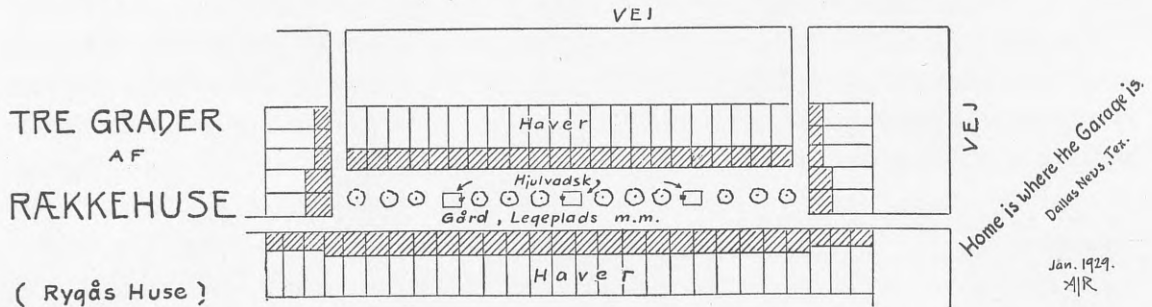 VEJ
TRE GRADER
AF
RÆKKEHUSE
( Rygås Huse )
Haver
Hjulvadsk,
Gård, Legeplads m.m.
Haver
VEJ
Home is where the Garage is.
Dallas News, Tex.
Jan. 1929.